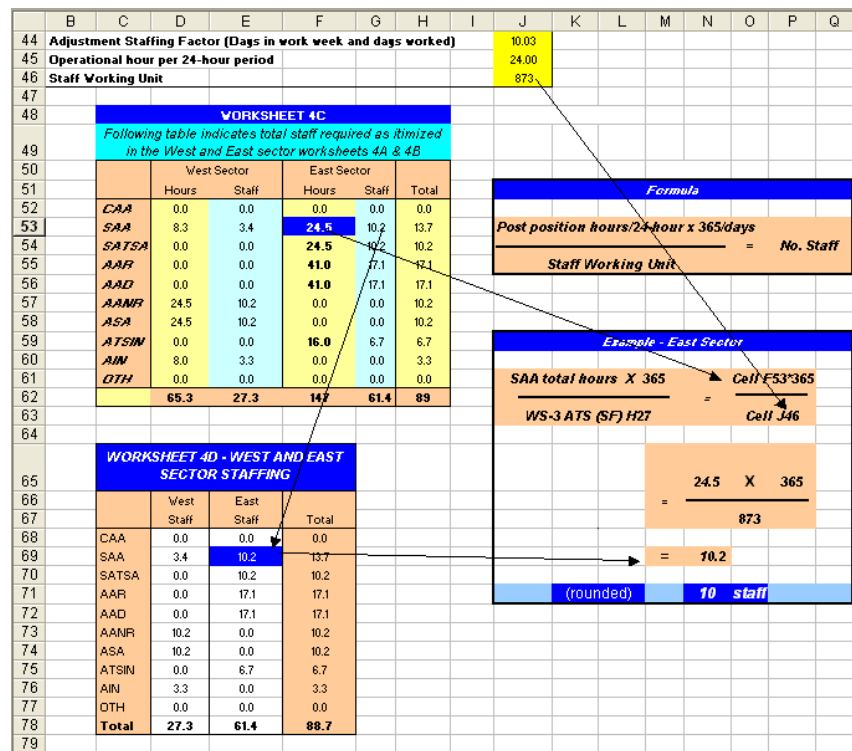 B C D E F G H I J K L M N O P Q
44 Adjustment Staffing Factor (Days in work week and days worked) 10.03
45 Operational hour per 24-hour period 24.00
46 Staff Working Unit 873
47
48 WORKSHEET 4C
Following table indicates total staff required as itimized
49 in the West and East sector worksheets 4A & 4B
50 West Sector East Sector
51 Hours Staff Hours Staff Total Formula
52 CAA 0.0 0.0 0.0 0.0 0.0
53 SAA 8.3 3.4 24.5 10.2 13.7 Post position hours/24-hour x 365/days
54 SATSA 0.0 0.0 24.5 10.2 10.2 = No. Staff
55 AAR 0.0 0.0 41.0 17.1 17.1 Staff Working Unit
56 AAD 0.0 0.0 41.0 17.1 17.1
57 AANR 24.5 10.2 0.0 0.0 10.2
58 ASA 24.5 10.2 0.0 0.0 10.2
59 ATSIN 0.0 0.0 16.0 6.7 6.7 Example - East Sector
60 AIN 8.0 3.3 0.0 0.0 3.3
61 OTH 0.0 0.0 0.0 0.0 0.0 SAA total hours X 365 = Cell F53*365
62 65.3 27.3 147 61.4 89
63 WS-3 ATS (SF) H27 Cell J46
64
WORKSHEET 4D - WEST AND EAST
65 SECTOR STAFFING 24.5 X 365
66 West East =
67 Staff Staff Total 873
68 CAA 0.0 0.0 0.0
69 SAA 3.4 10.2 13.7 = 10.2
70 SATSA 0.0 10.2 10.2
71 AAR 0.0 17.1 17.1 (rounded) 10 staff
72 AAD 0.0 17.1 17.1
73 AANR 10.2 0.0 10.2
74 ASA 10.2 0.0 10.2
75 ATSIN 0.0 6.7 6.7
76 AIN 3.3 0.0 3.3
77 OTH 0.0 0.0 0.0
78 Total 27.3 61.4 88.7
79